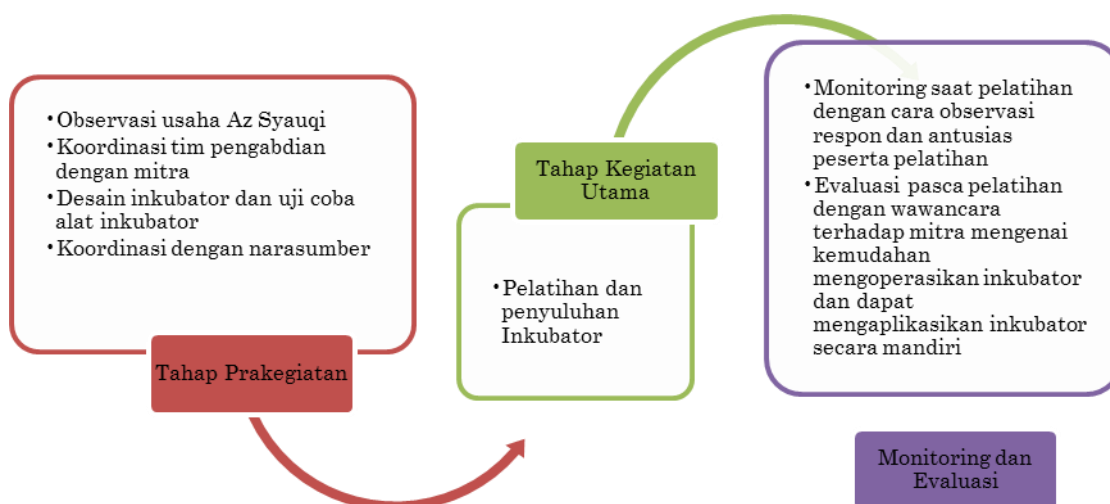 •Observasi usaha Az Syauqi
•Koordinasi tim pengabdian
dengan mitra
•Desain inkubator dan uji coba
alat inkubator
•Koordinasi dengan narasumber
Tahap Prakegiatan
Tahap Kegiatan
Utama
•Pelatihan dan
penyuluhan
Inkubator
•Monitoring saat pelatihan
dengan cara observasi
respon dan antusias
peserta pelatihan
•Evaluasi pasca pelatihan
dengan wawancara
terhadap mitra mengenai
kemudahan
mengoperasikan inkubator
dan dapat
mengaplikasikan inkubator
secara mandiri
Monitoring dan
Evaluasi